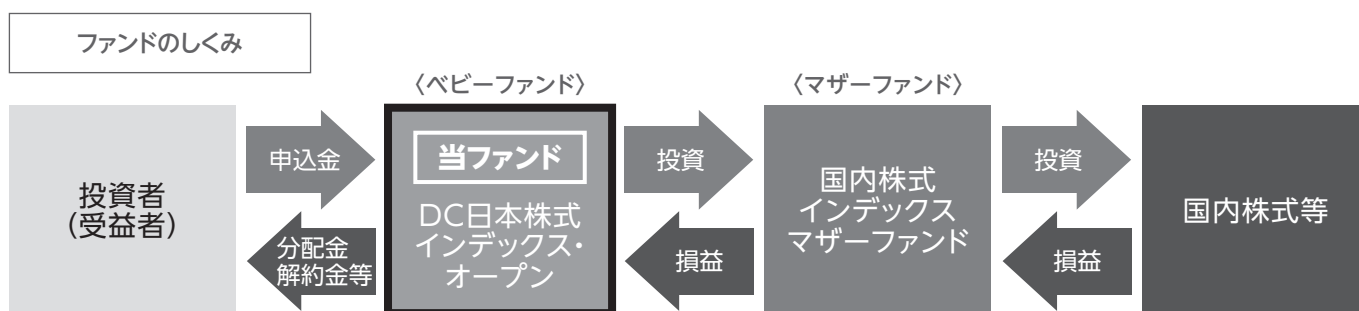 ファンドのしくみ
〈ベビーファンド〉
〈マザーファンド〉
投資者
(受益者)
申込金
分配金
解約金等
当ファンド
DC日本株式
インデックス・
オープン
投資
損益
国内株式
インデックス
マザーファンド
投資
損益
国内株式等